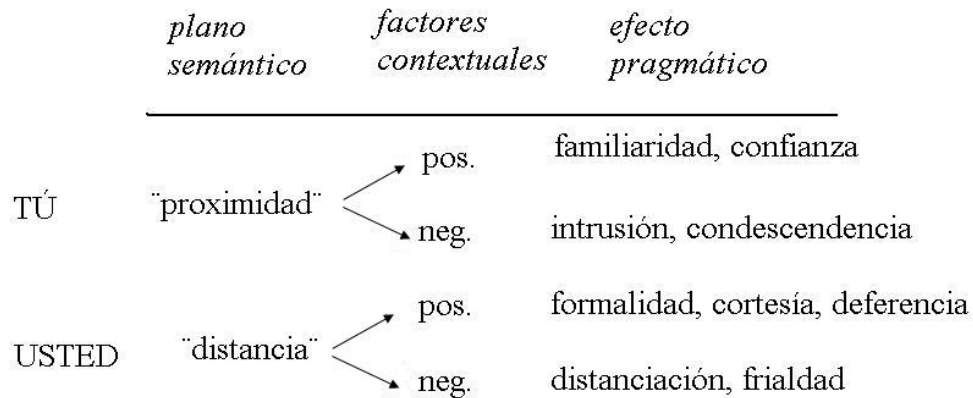 plano factores efecto
semántico contextuales pragmático
pos. familiaridad, confianza
TÚ ¨proximidad¨
neg. intrusión, condescendencia
pos. formalidad, cortesía, deferencia
USTED ¨distancia¨
neg. distanciación, frialdad